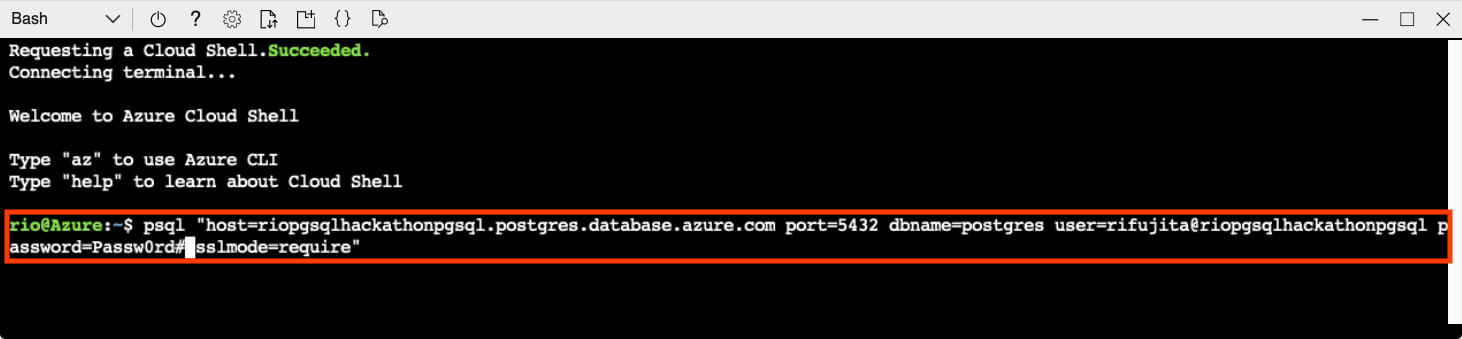 Bash
Requesting a Cloud Shell.Succeeded.
Connecting terminal...
Welcome to Azure Cloud Shell
Type "az" to use Azure CLI
Type "help" to learn about Cloud Shell
rio@Azure:~$ psql "host=riopgsqlhackathonpgsql.postgres.database.azure.com port=5432 dbname=postgres user=rifujita@riopgsqlhackathonpgsql p
assword=Passw0rd# sslmode=require"